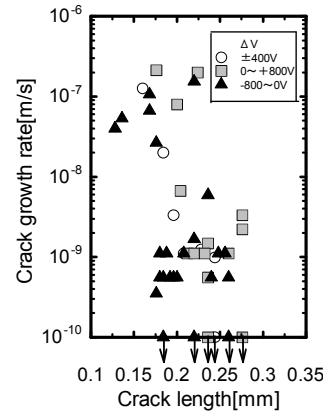 ΔV
±400V
0~+800V
-800~0V
10⁻⁶
10⁻⁷
10⁻⁸
10⁻⁹
10⁻¹⁰
Crack growth rate[m/s]
0.1 0.15 0.2 0.25 0.3 0.35
Crack length[mm]